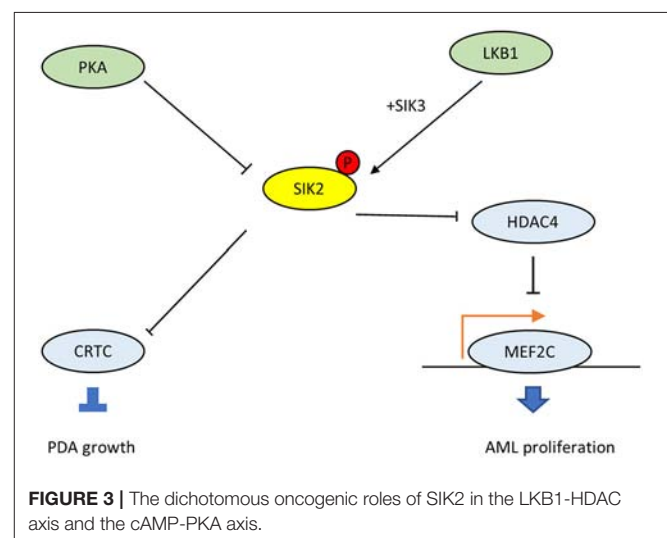 PKA
LKB1
+SIK3
P
SIK2
HDAC4
CRTC
MEF2C
PDA growth
AML proliferation
FIGURE 3 | The dichotomous oncogenic roles of SIK2 in the LKB1-HDAC
axis and the cAMP-PKA axis.